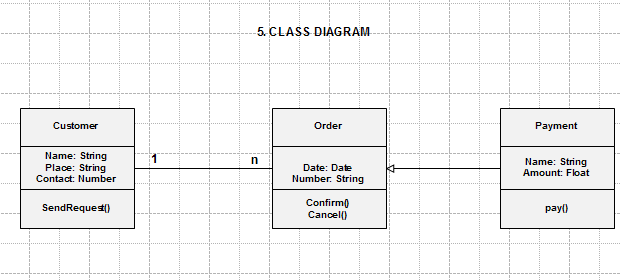 5. CLASS DIAGRAM
Customer
Name: String
Place: String
Contact: Number
SendRequest()
1
n
Order
Date: Date
Number: String
Confirm()
Cancel()
Payment
Name: String
Amount: Float
pay()